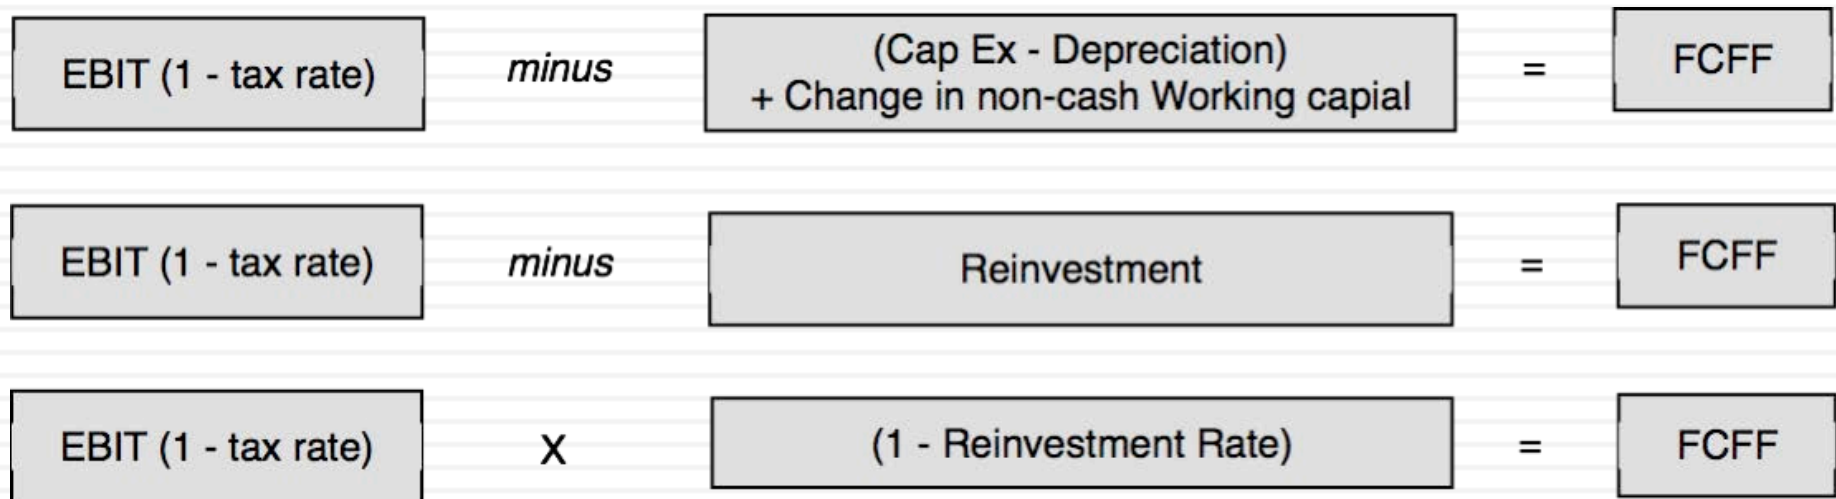 EBIT (1 - tax rate) minus (Cap Ex - Depreciation) = FCFF
+ Change in non-cash Working capial
EBIT (1 - tax rate) minus Reinvestment = FCFF
EBIT (1 - tax rate) X (1 - Reinvestment Rate) = FCFF